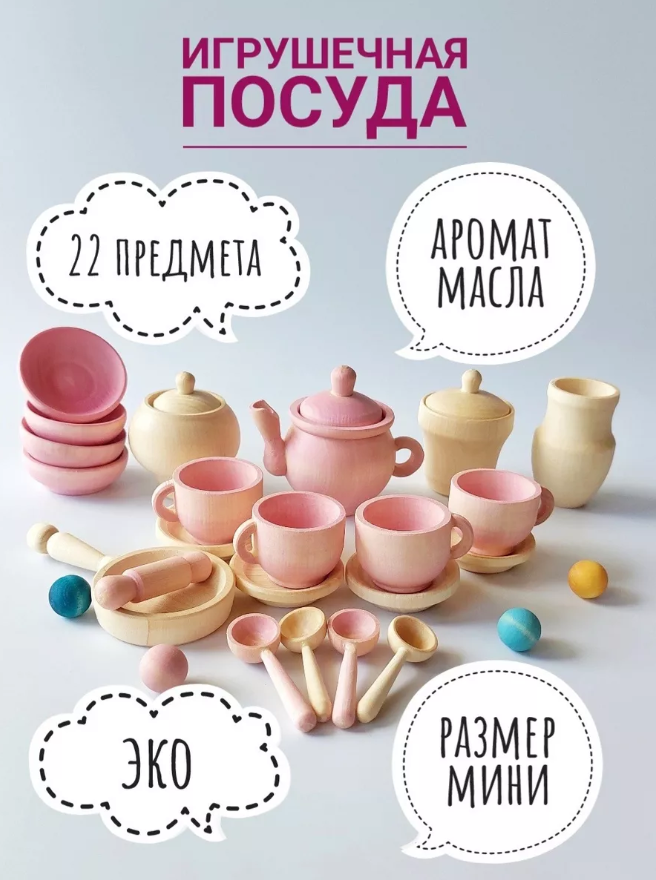 ИГРУШЕЧНАЯ
ПОСУДА
22 ПРЕДМЕТА
АРОМАТ
МАСЛА
ЭКО
РАЗМЕР
МИНИ